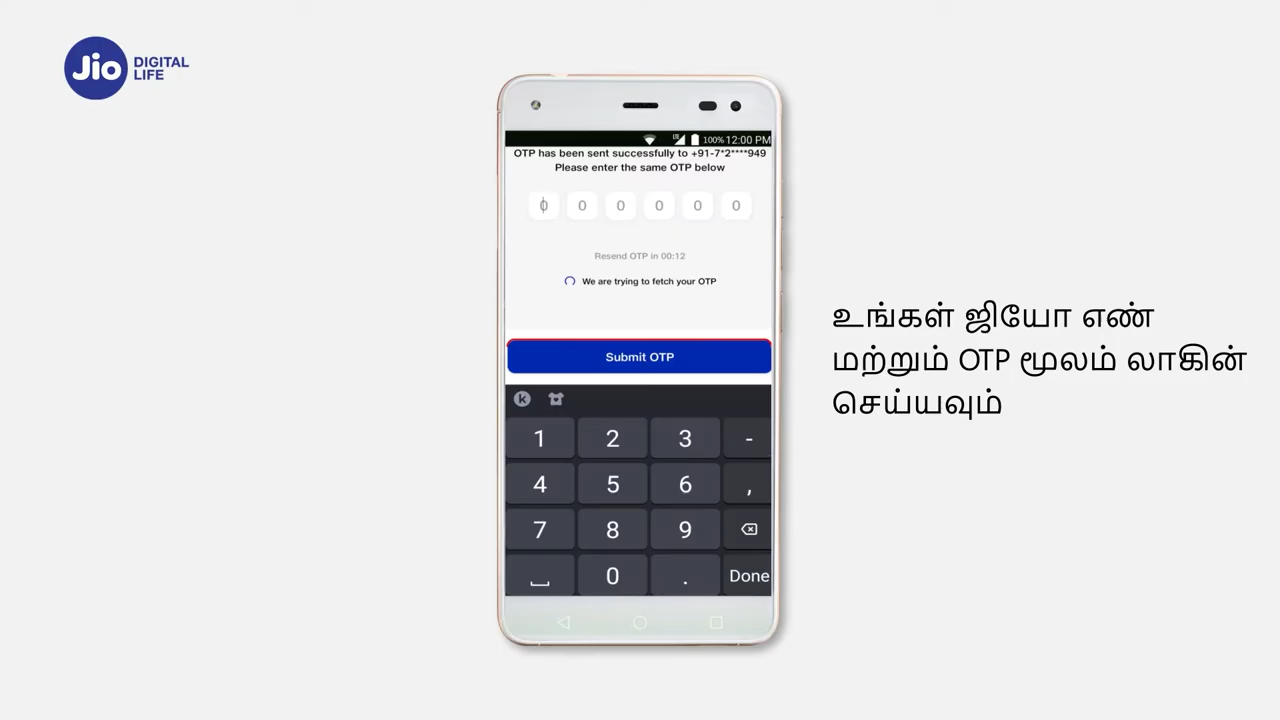 Jio DIGITAL
LIFE
100% 12:00 PM
OTP has been sent successfully to +91-7*2****949
Please enter the same OTP below
0 0 0 0 0 0
Resend OTP in 00:12
We are trying to fetch your OTP
Submit OTP
உங்கள் ஜியோ எண்
மற்றும் OTP மூலம் லாகின்
செய்யவும்
1 2 3 -
4 5 6 ,
7 8 9
0 . Done